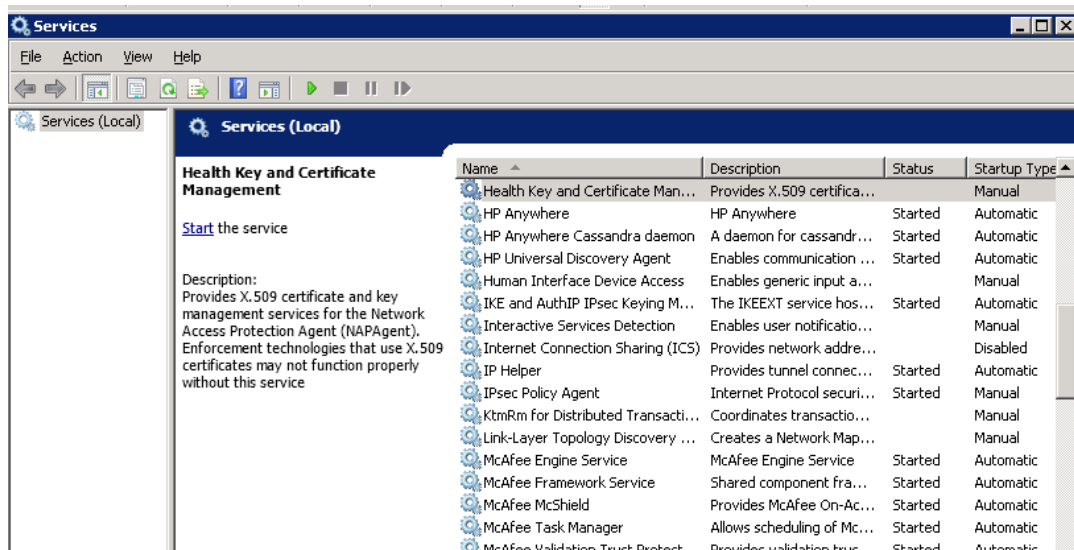 Services
File Action View Help
Services (Local)
Services (Local)
Health Key and Certificate
Management
Start the service
Description:
Provides X.509 certificate and key
management services for the Network
Access Protection Agent (NAPAgent).
Enforcement technologies that use X.509
certificates may not function properly
without this service
Name Description Status Startup Type
Health Key and Certificate Man... Provides X.509 certifica... Manual
HP Anywhere HP Anywhere Started Automatic
HP Anywhere Cassandra daemon A daemon for cassandr... Started Automatic
HP Universal Discovery Agent Enables communication ... Started Automatic
Human Interface Device Access Enables generic input a... Manual
IKE and AuthIP IPsec Keying M... The IKEEXT service hos... Started Automatic
Interactive Services Detection Enables user notificatio... Manual
Internet Connection Sharing (ICS) Provides network addre... Disabled
IP Helper Provides tunnel connec... Started Automatic
IPsec Policy Agent Internet Protocol securi... Started Manual
KtmRm for Distributed Transacti... Coordinates transactio... Manual
Link-Layer Topology Discovery ... Creates a Network Map... Manual
McAfee Engine Service McAfee Engine Service Started Automatic
McAfee Framework Service Shared component fra... Started Automatic
McAfee McShield Provides McAfee On-Ac... Started Automatic
McAfee Task Manager Allows scheduling of Mc... Started Automatic
McAfee Validation Trust Protect... Provides validation trus... Started Automatic